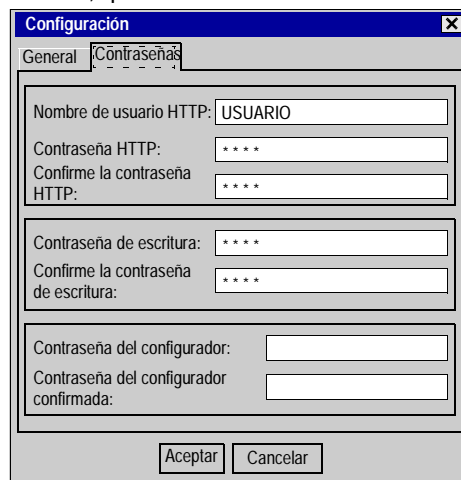 Configuración
General Contraseñas
Nombre de usuario HTTP: USUARIO
Contraseña HTTP: ****
Confirme la contraseña
HTTP: ****
Contraseña de escritura: ****
Confirme la contraseña
de escritura: ****
Contraseña del configurador:
Contraseña del configurador
confirmada:
Aceptar Cancelar